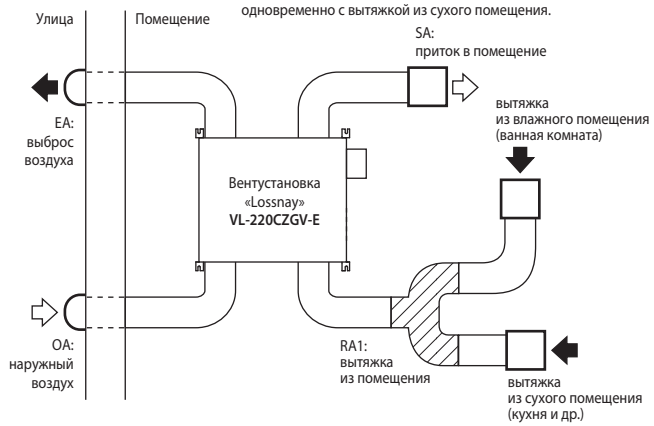 одновременно с вытяжкой из сухого помещения.
Улица
Помещение
SA:
приток в помещение
EA:
выброс
воздуха
вытяжка
из влажного помещения
(ванная комната)
Вентустановка
«Lossnay»
VL-220CZGV-E
OA:
наружный
воздух
RA1:
вытяжка
из помещения
вытяжка
из сухого помещения
(кухня и др.)